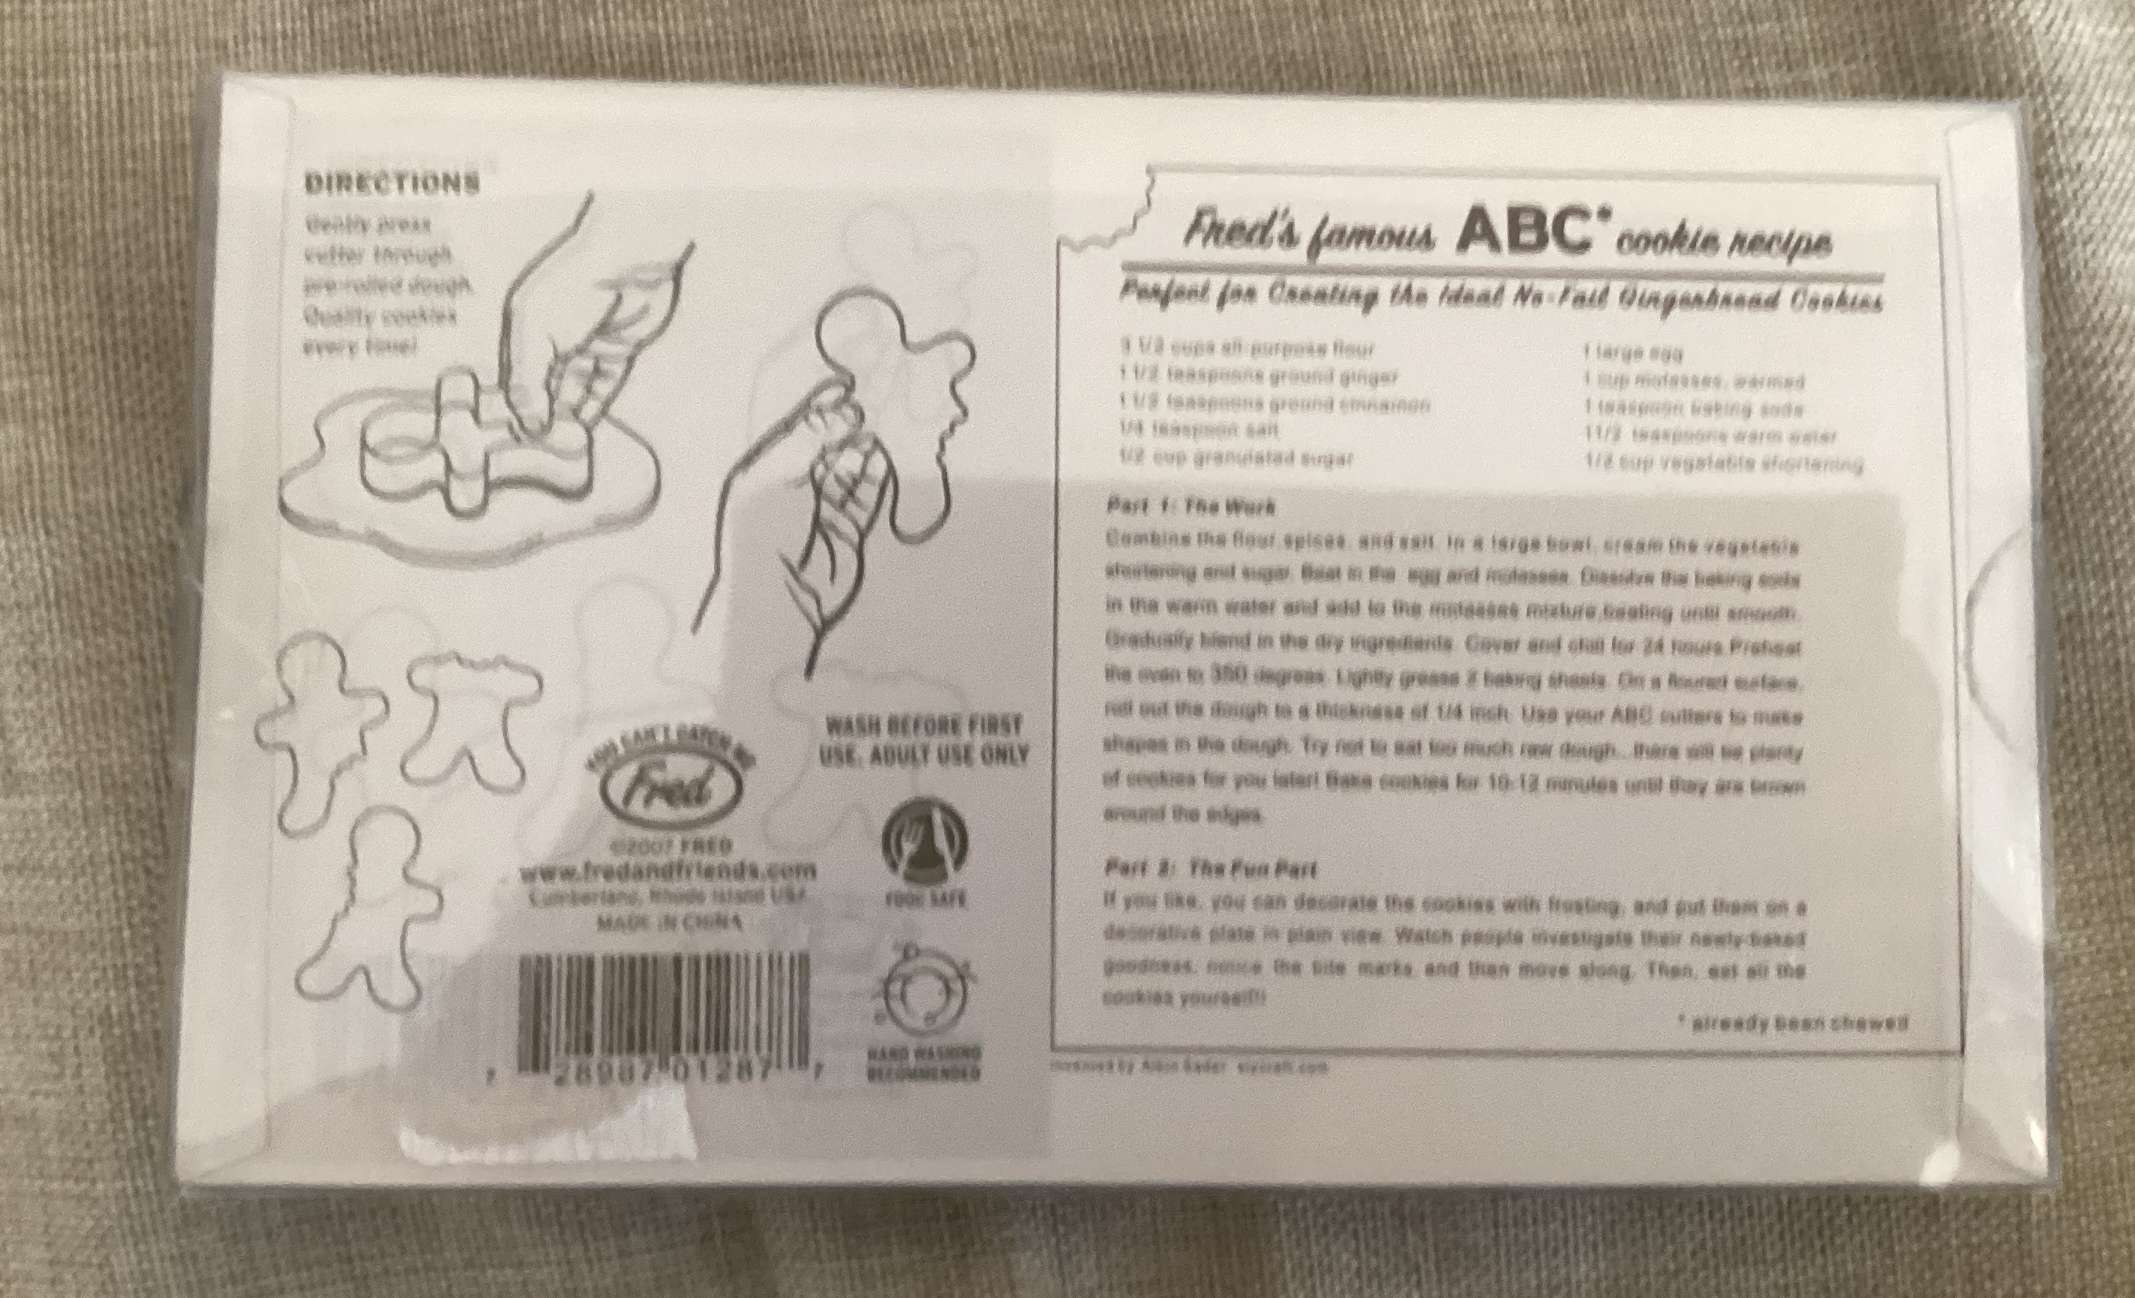 DIRECTIONS
Gently press
cutter through
pre-rolled dough.
Quality cookies
every time!
YOU CAN'T CATCH ME
Fred
©2007 FRED
www.fredandfriends.com
Cumberland, Rhode Island USA
MADE IN CHINA
7 28987 01287 7
WASH BEFORE FIRST
USE. ADULT USE ONLY
FOOD SAFE
HAND WASHING
RECOMMENDED
Fred's famous ABC* cookie recipe
Perfect for Creating the Ideal No-Fail Gingerbread Cookies
1/2 cups all-purpose flour
1 1/2 teaspoons ground ginger
1 1/2 teaspoons ground cinnamon
1/4 teaspoon salt
1/2 cup granulated sugar
1 large egg
1 cup molasses, warmed
1 teaspoon baking soda
1 1/2 teaspoons warm water
1/2 cup vegetable shortening
Part 1: The Work
Combine the flour, spices, and salt. In a large bowl, cream the vegetable
shortening and sugar. Beat in the egg and molasses. Dissolve the baking soda
in the warm water and add to the molasses mixture, beating until smooth.
Gradually blend in the dry ingredients. Cover and chill for 24 hours. Preheat
the oven to 350 degrees. Lightly grease 2 baking sheets. On a floured surface,
roll out the dough to a thickness of 1/4 inch. Use your ABC cutters to make
shapes in the dough. Try not to eat too much raw dough...there will be plenty
of cookies for you later! Bake cookies for 10-12 minutes until they are brown
around the edges.
Part 2: The Fun Part
If you like, you can decorate the cookies with frosting, and put them on a
decorative plate in plain view. Watch people investigate their newly-baked
goodness, notice the bite marks, and then move along. Then, eat all the
cookies yourself!!
* already been chewed
by